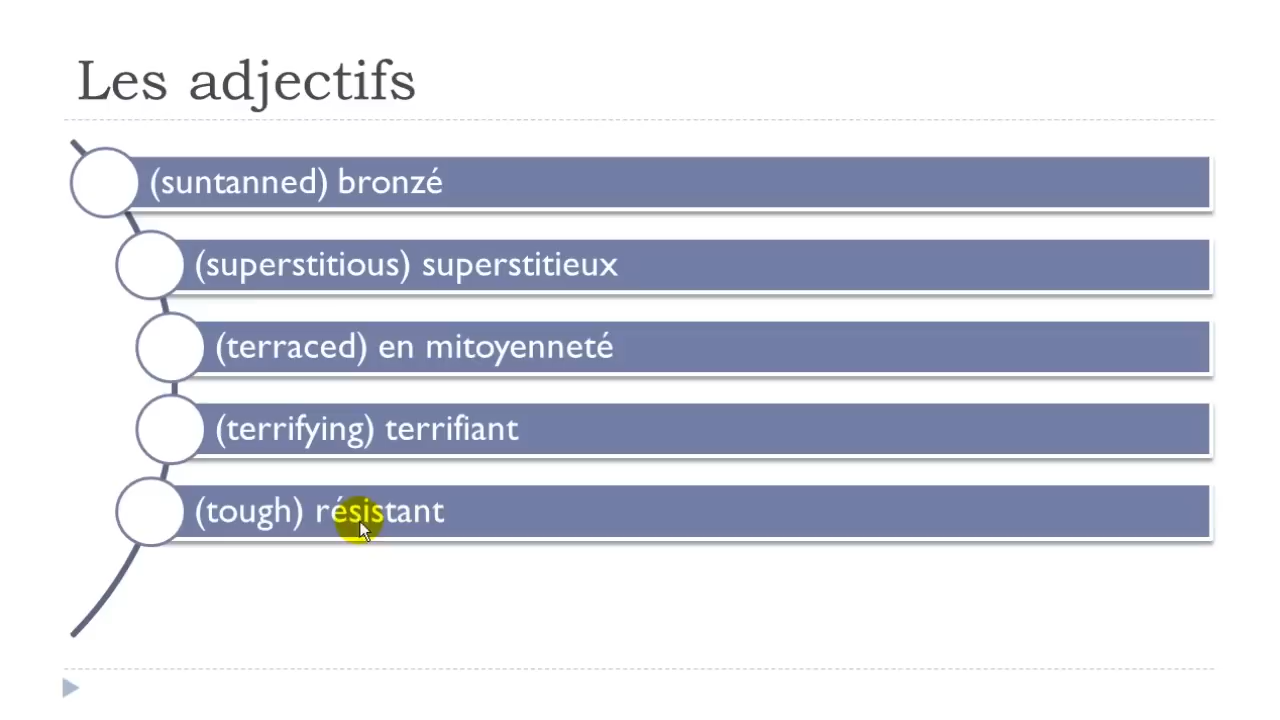 Les adjectifs
(suntanned) bronzé
(superstitious) superstitieux
(terraced) en mitoyenneté
(terrifying) terrifiant
(tough) résistant